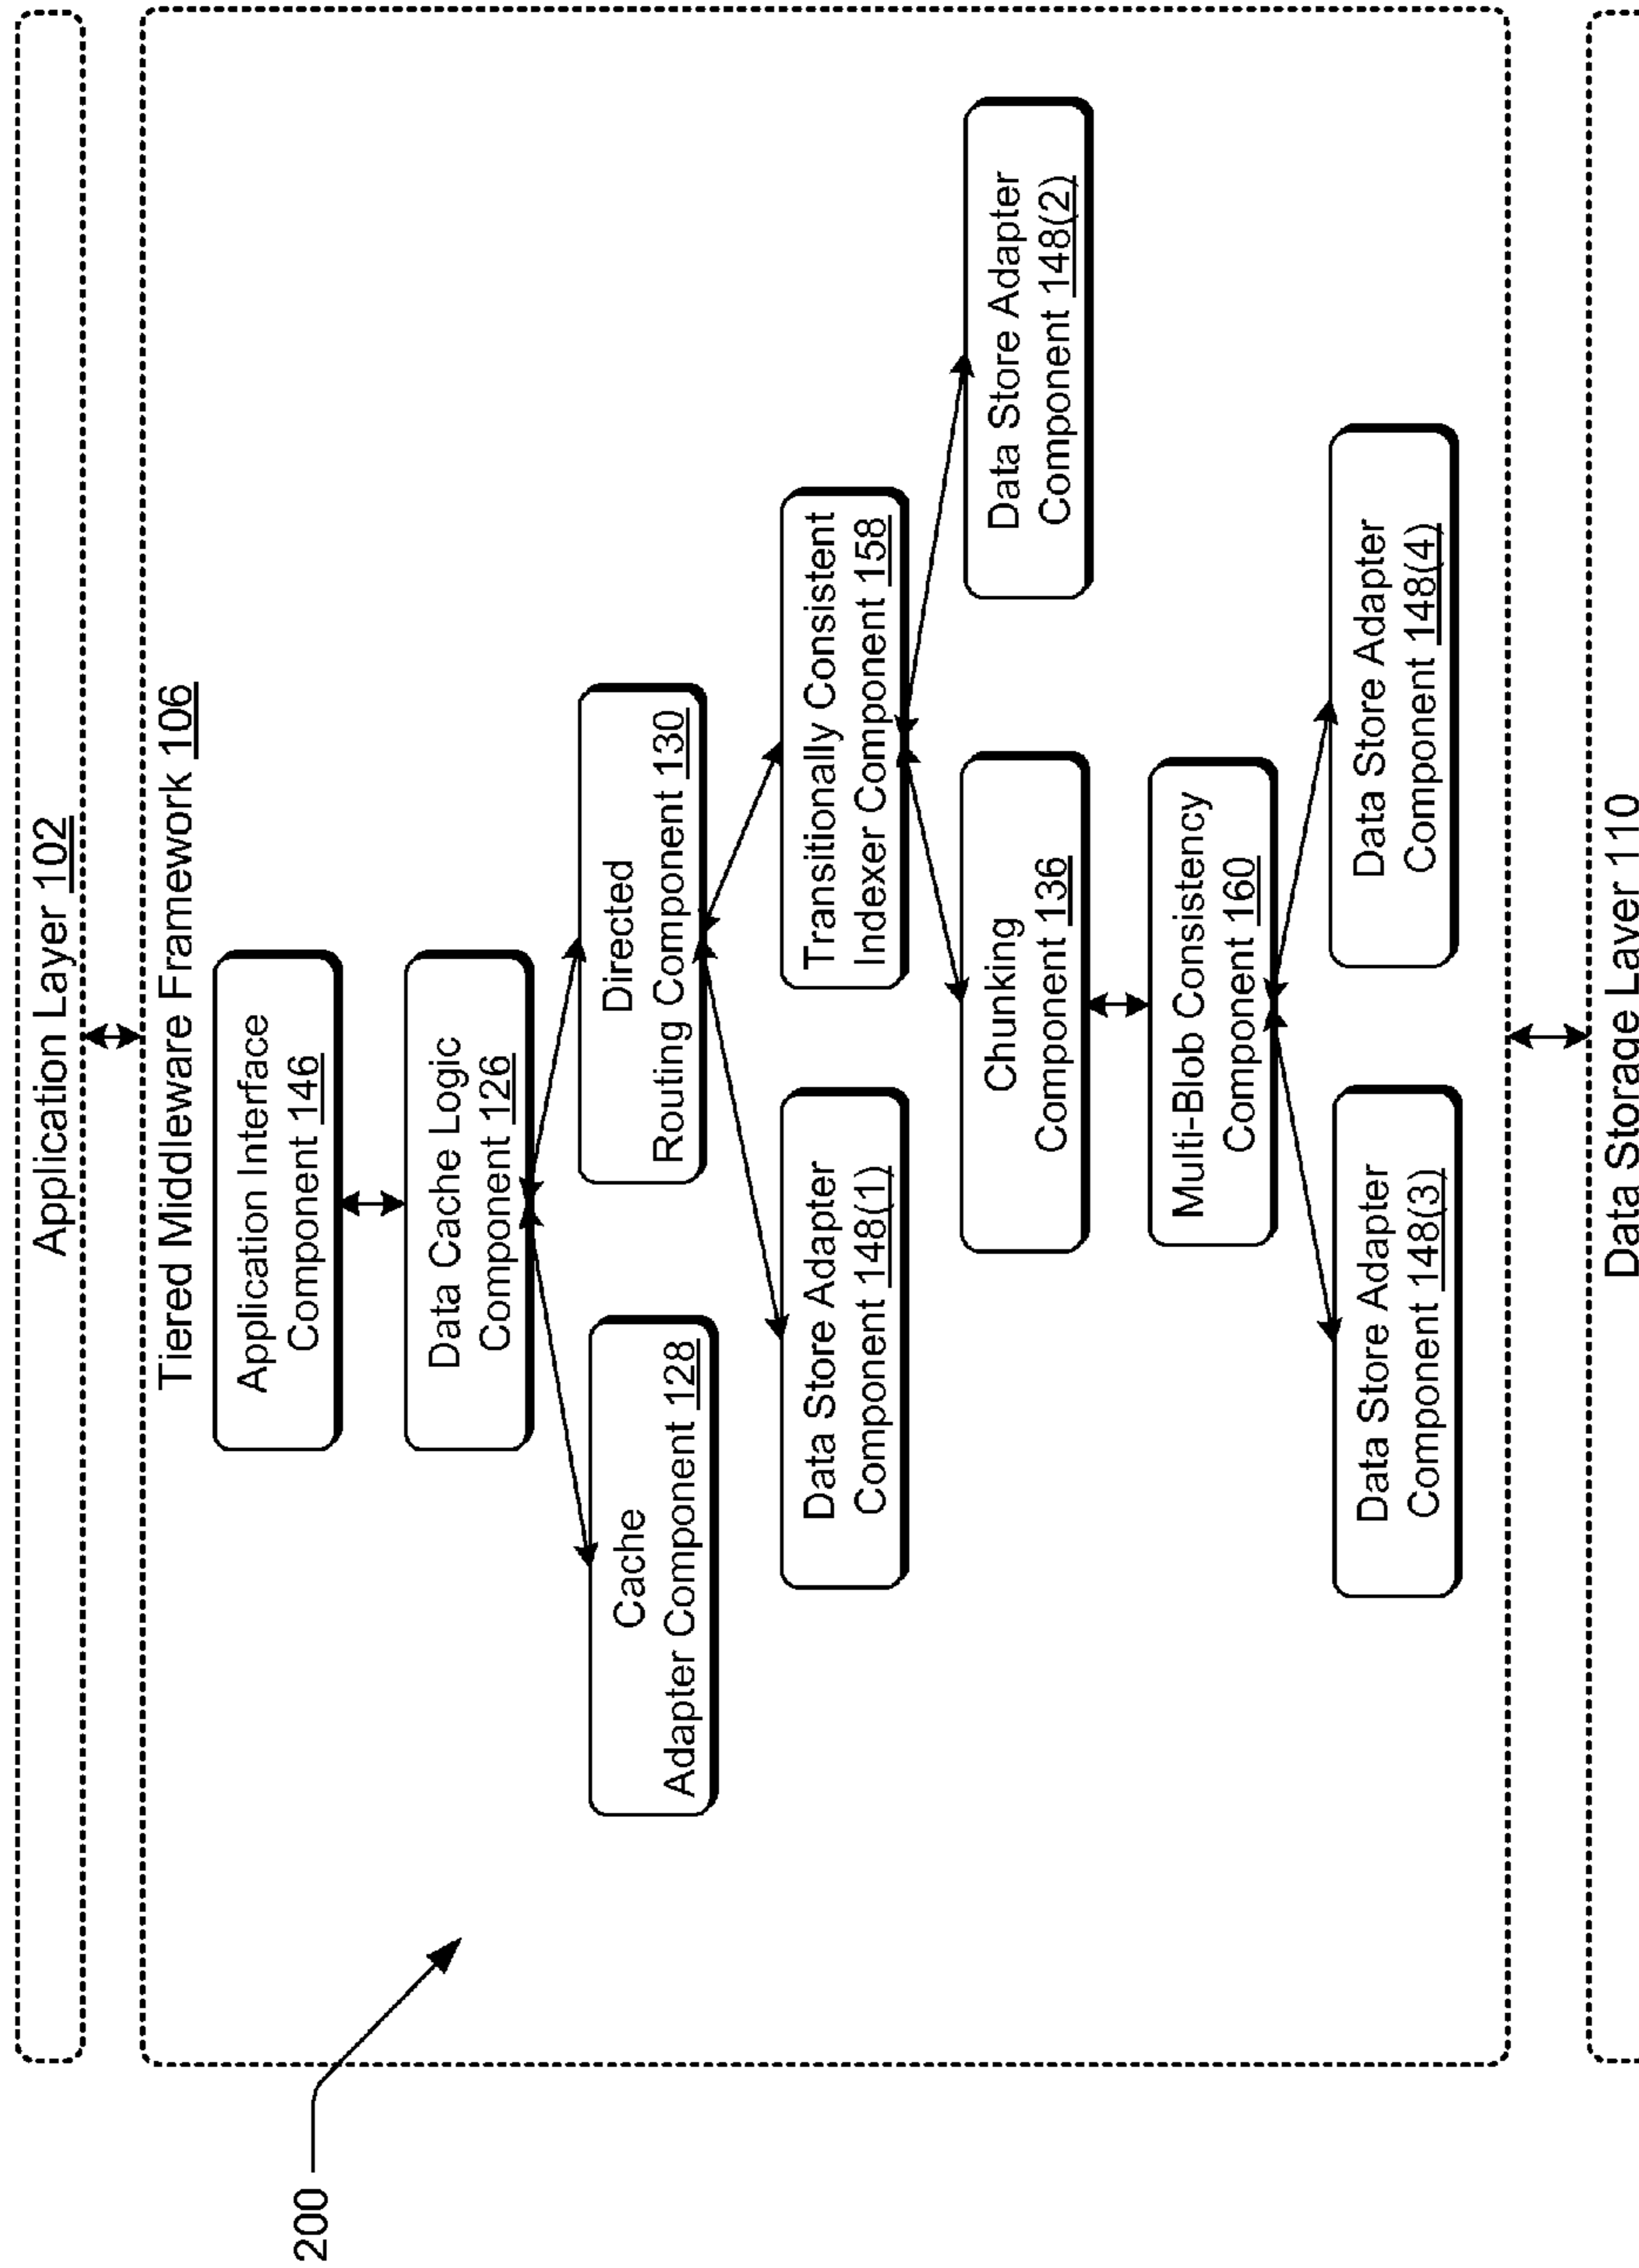 200
Application Layer 102
Tiered Middleware Framework 106
Application Interface
Component 146
Data Cache Logic
Component 126
Cache
Adapter Component 128
Directed
Routing Component 130
Data Store Adapter
Component 148(1)
Transitionally Consistent
Indexer Component 158
Chunking
Component 136
Data Store Adapter
Component 148(2)
Multi-Blob Consistency
Component 160
Data Store Adapter
Component 148(3)
Data Store Adapter
Component 148(4)
Data Storage Layer 110